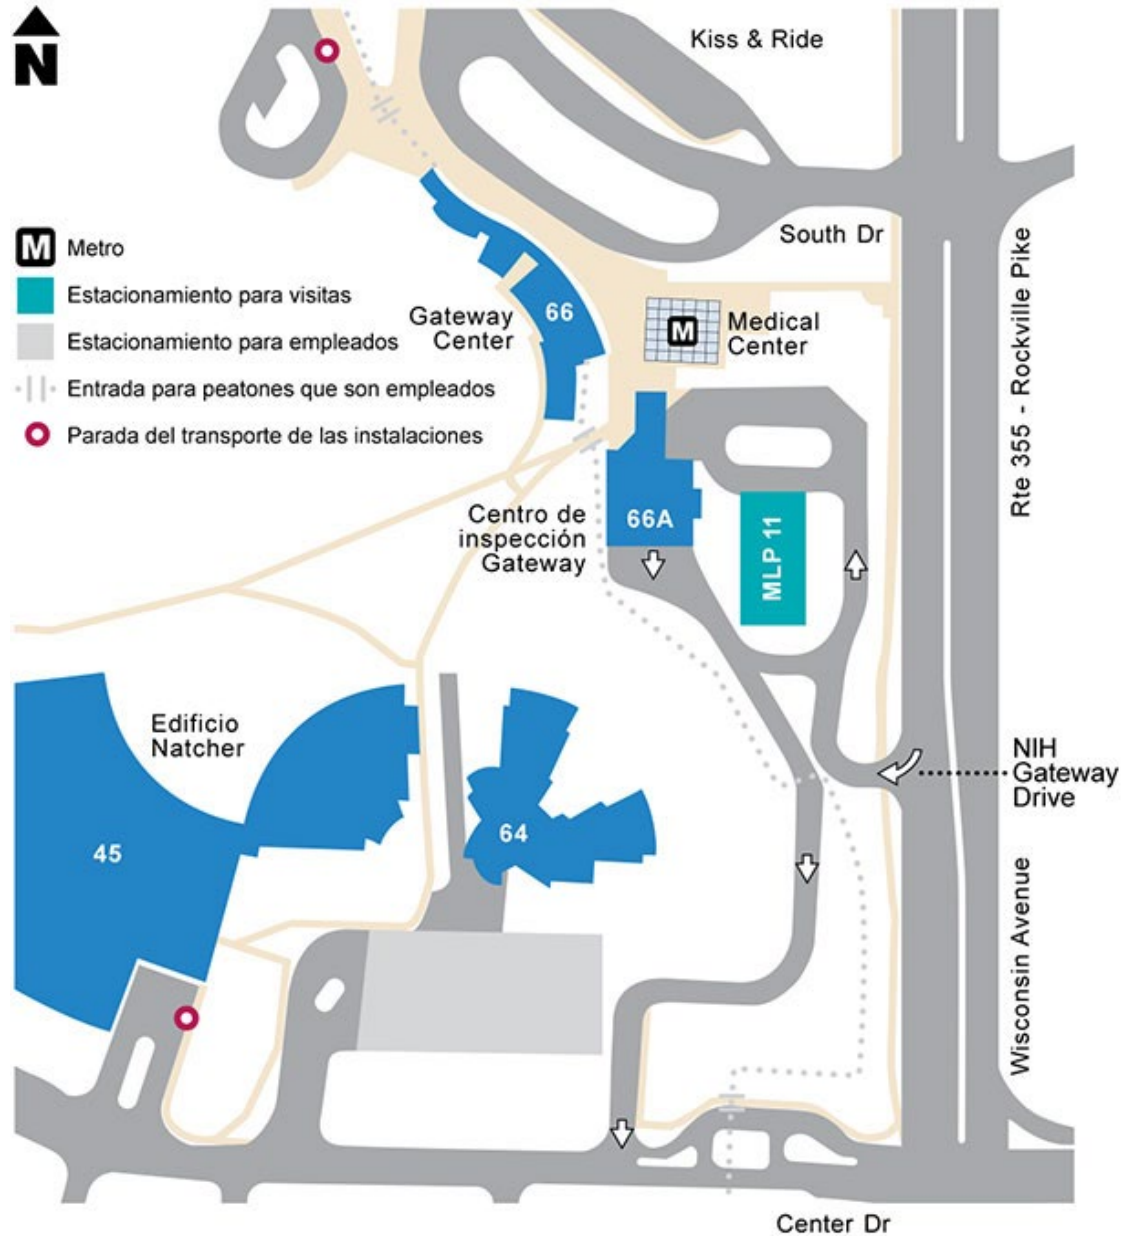 N
Kiss & Ride
South Dr
Rte 355 - Rockville Pike
M Metro
Estacionamiento para visitas
Estacionamiento para empleados
Entrada para peatones que son empleados
Parada del transporte de las instalaciones
Gateway
Center
66
M
Medical
Center
Centro de
inspección
Gateway
66A
MLP 11
Edificio
Natcher
45
64
NIH
Gateway
Drive
Wisconsin Avenue
Center Dr